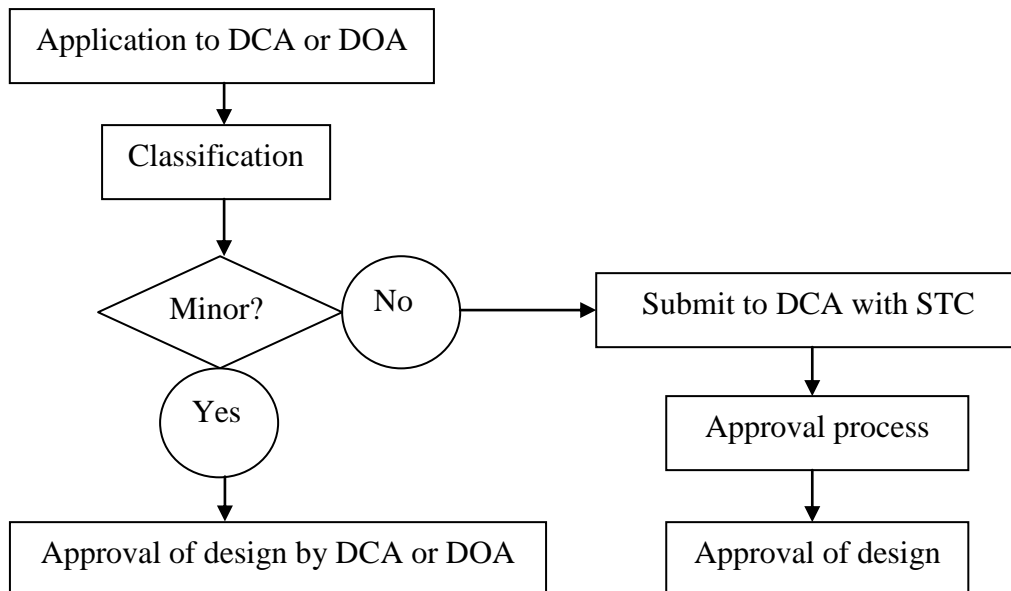 Application to DCA or DOA
Classification
Minor?
No
Submit to DCA with STC
Yes
Approval process
Approval of design by DCA or DOA
Approval of design